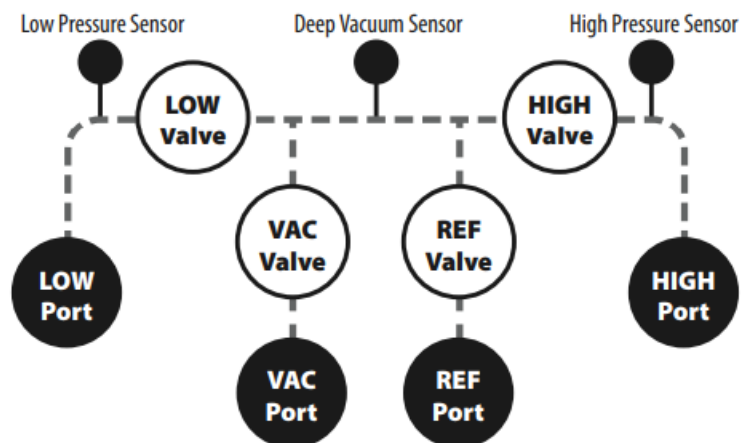 Low Pressure Sensor
Deep Vacuum Sensor
High Pressure Sensor
LOW
Valve
HIGH
Valve
VAC
Valve
REF
Valve
LOW
Port
HIGH
Port
VAC
Port
REF
Port